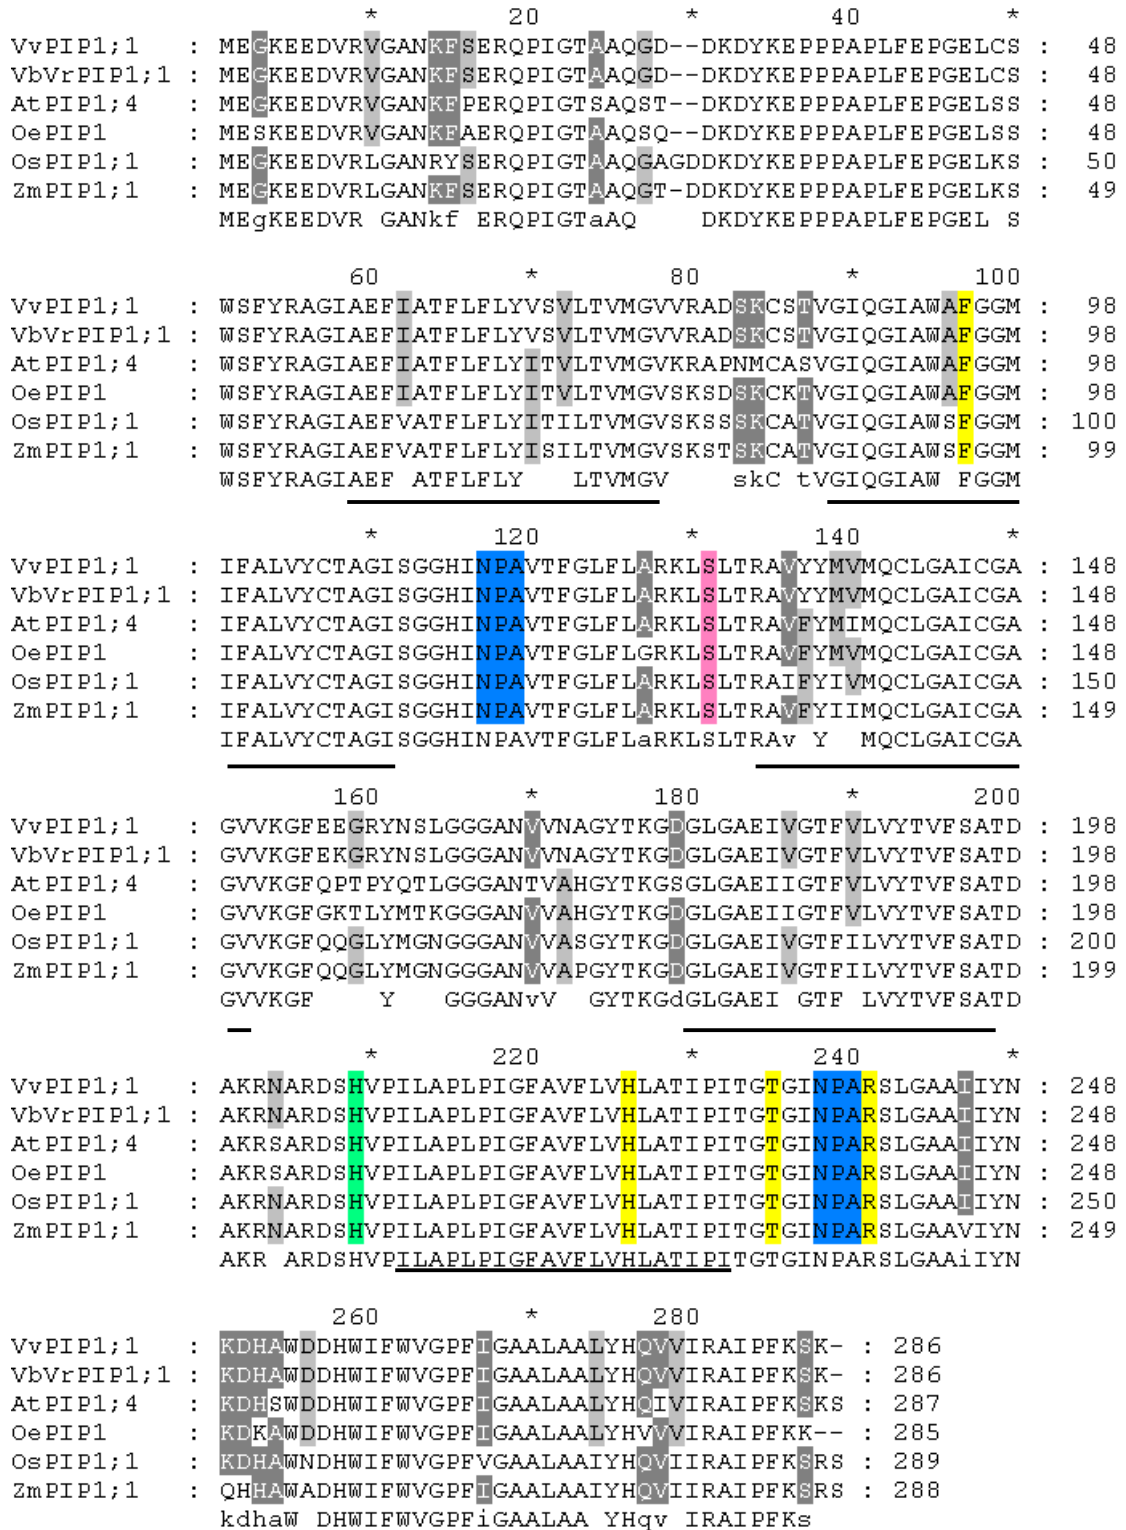 * 20 * 40 *
VvPIP1;1 : MEGKEEDVRVGANKFSERQPIGTAAQGD--DKDYKEPPPAPLFEPGELCS : 48
VbVrPIP1;1 : MEGKEEDVRVGANKFSERQPIGTAAQGD--DKDYKEPPPAPLFEPGELCS : 48
AtPIP1;4 : MEGKEEDVRVGANKFPERQPIGTSAQST--DKDYKEPPPAPLFEPGELSS : 48
OePIP1 : MESKEEDVRVGANKFAERQPIGTAAQSQ--DKDYKEPPPAPLFEPGELSS : 48
OsPIP1;1 : MEGKEEDVRLGANRYSERQPIGTAAQGAGDDKDYKEPPPAPLFEPGELKS : 50
ZmPIP1;1 : MEGKEEDVRLGANKFSERQPIGTAAQGT-DDKDYKEPPPAPLFEPGELKS : 49
MEgKEEDVR GANkf ERQPIGTaAQ DKDYKEPPPAPLFEPGEL S
60 * 80 * 100
VvPIP1;1 : WSFYRAGIAEFIATFLFLYVSVLTVMGVVRADSKCSTVGIQGIAWAFGGM : 98
VbVrPIP1;1 : WSFYRAGIAEFIATFLFLYVSVLTVMGVVRADSKCSTVGIQGIAWAFGGM : 98
AtPIP1;4 : WSFYRAGIAEFIATFLFLYITVLTVMGVKRAPNMCASVGIQGIAWAFGGM : 98
OePIP1 : WSFYRAGIAEFIATFLFLYITVLTVMGVSKSDSKCKTVGIQGIAWAFGGM : 98
OsPIP1;1 : WSFYRAGIAEFVATFLFLYITILTVMGVSKSSSKCATVGIQGIAWSFGGM : 100
ZmPIP1;1 : WSFYRAGIAEFVATFLFLYISILTVMGVSKSTSKCATVGIQGIAWSFGGM : 99
WSFYRAGIAEF ATFLFLY LTVMGV skC tVGIQGIAW FGGM
* 120 * 140 *
VvPIP1;1 : IFALVYCTAGISGGHINPAVTFGLFLARKLSLTRAVYYMVMQCLGAICGA : 148
VbVrPIP1;1 : IFALVYCTAGISGGHINPAVTFGLFLARKLSLTRAVYYMVMQCLGAICGA : 148
AtPIP1;4 : IFALVYCTAGISGGHINPAVTFGLFLARKLSLTRAVFYMIMQCLGAICGA : 148
OePIP1 : IFALVYCTAGISGGHINPAVTFGLFLGRKLSLTRAVFYMVMQCLGAICGA : 148
OsPIP1;1 : IFALVYCTAGISGGHINPAVTFGLFLARKLSLTRAIFYIVMQCLGAICGA : 150
ZmPIP1;1 : IFALVYCTAGISGGHINPAVTFGLFLARKLSLTRAVFYIIMQCLGAICGA : 149
IFALVYCTAGISGGHINPAVTFGLFLaRKLSLTRAv Y MQCLGAICGA
160 * 180 * 200
VvPIP1;1 : GVVKGFEEGRYNSLGGGANVVNAGYTKGDGLGAEIVGTFVLVYTVFSATD : 198
VbVrPIP1;1 : GVVKGFEKGRYNSLGGGANVVNAGYTKGDGLGAEIVGTFVLVYTVFSATD : 198
AtPIP1;4 : GVVKGFQPTPYQTLGGGANTVAHGYTKGSGLGAEIIGTFVLVYTVFSATD : 198
OePIP1 : GVVKGFGKTLYMTKGGGANVVAHGYTKGDGLGAEIIGTFVLVYTVFSATD : 198
OsPIP1;1 : GVVKGFQQGLYMGNGGGANVVASGYTKGDGLGAEIVGTFILVYTVFSATD : 200
ZmPIP1;1 : GVVKGFQQGLYMGNGGGANVVAPGYTKGDGLGAEIVGTFILVYTVFSATD : 199
GVVKGF Y GGGANvV GYTKGdGLGAEI GTF LVYTVFSATD
* 220 * 240 *
VvPIP1;1 : AKRNARDSHVPILAPLPIGFAVFLVHLATIPITGTGINPARSLGAAIIYN : 248
VbVrPIP1;1 : AKRNARDSHVPILAPLPIGFAVFLVHLATIPITGTGINPARSLGAAIIYN : 248
AtPIP1;4 : AKRSARDSHVPILAPLPIGFAVFLVHLATIPITGTGINPARSLGAAIIYN : 248
OePIP1 : AKRSARDSHVPILAPLPIGFAVFLVHLATIPITGTGINPARSLGAAIIYN : 248
OsPIP1;1 : AKRNARDSHVPILAPLPIGFAVFLVHLATIPITGTGINPARSLGAAIIYN : 250
ZmPIP1;1 : AKRNARDSHVPILAPLPIGFAVFLVHLATIPITGTGINPARSLGAAVIYN : 249
AKR ARDSHVPILAPLPIGFAVFLVHLATIPITGTGINPARSLGAAiIYN
260 * 280
VvPIP1;1 : KDHAWDDHWIFWVGPFIGAALAALYHQVVIRAIPFKSK- : 286
VbVrPIP1;1 : KDHAWDDHWIFWVGPFIGAALAALYHQVVIRAIPFKSK- : 286
AtPIP1;4 : KDHSWDDHWIFWVGPFIGAALAALYHQIVIRAIPFKSKS : 287
OePIP1 : KDKAWDDHWIFWVGPFIGAALAALYHVVVIRAIPFKK-- : 285
OsPIP1;1 : KDHAWNDHWIFWVGPFVGAALAAIYHQVIIRAIPFKSRS : 289
ZmPIP1;1 : QHHAWADHWIFWVGPFIGAALAAIYHQVIIRAIPFKSRS : 288
kdhaW DHWIFWVGPFiGAALAA YHqv IRAIPFKs